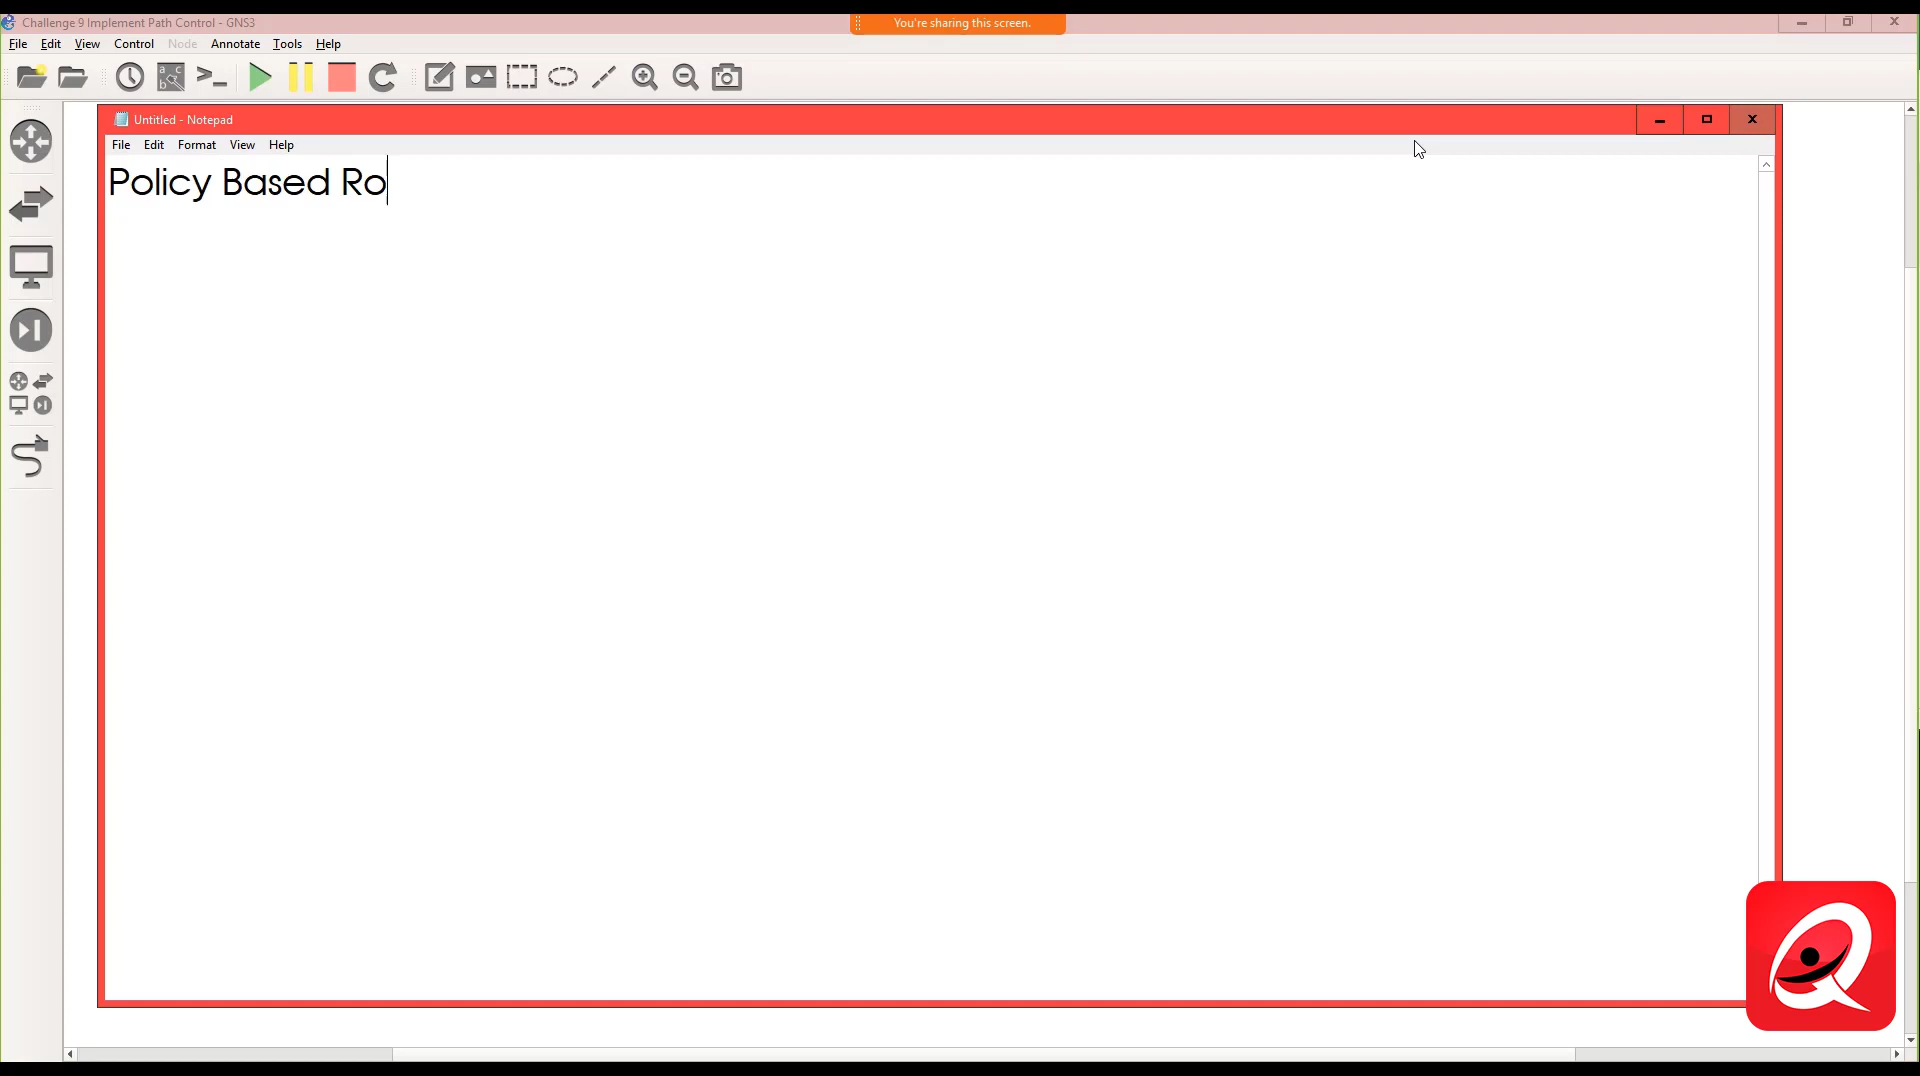 Challenge 9 Implement Path Control - GNS3
You're sharing this screen.
File Edit View Control Node Annotate Tools Help
Untitled - Notepad
File Edit Format View Help
Policy Based Ro